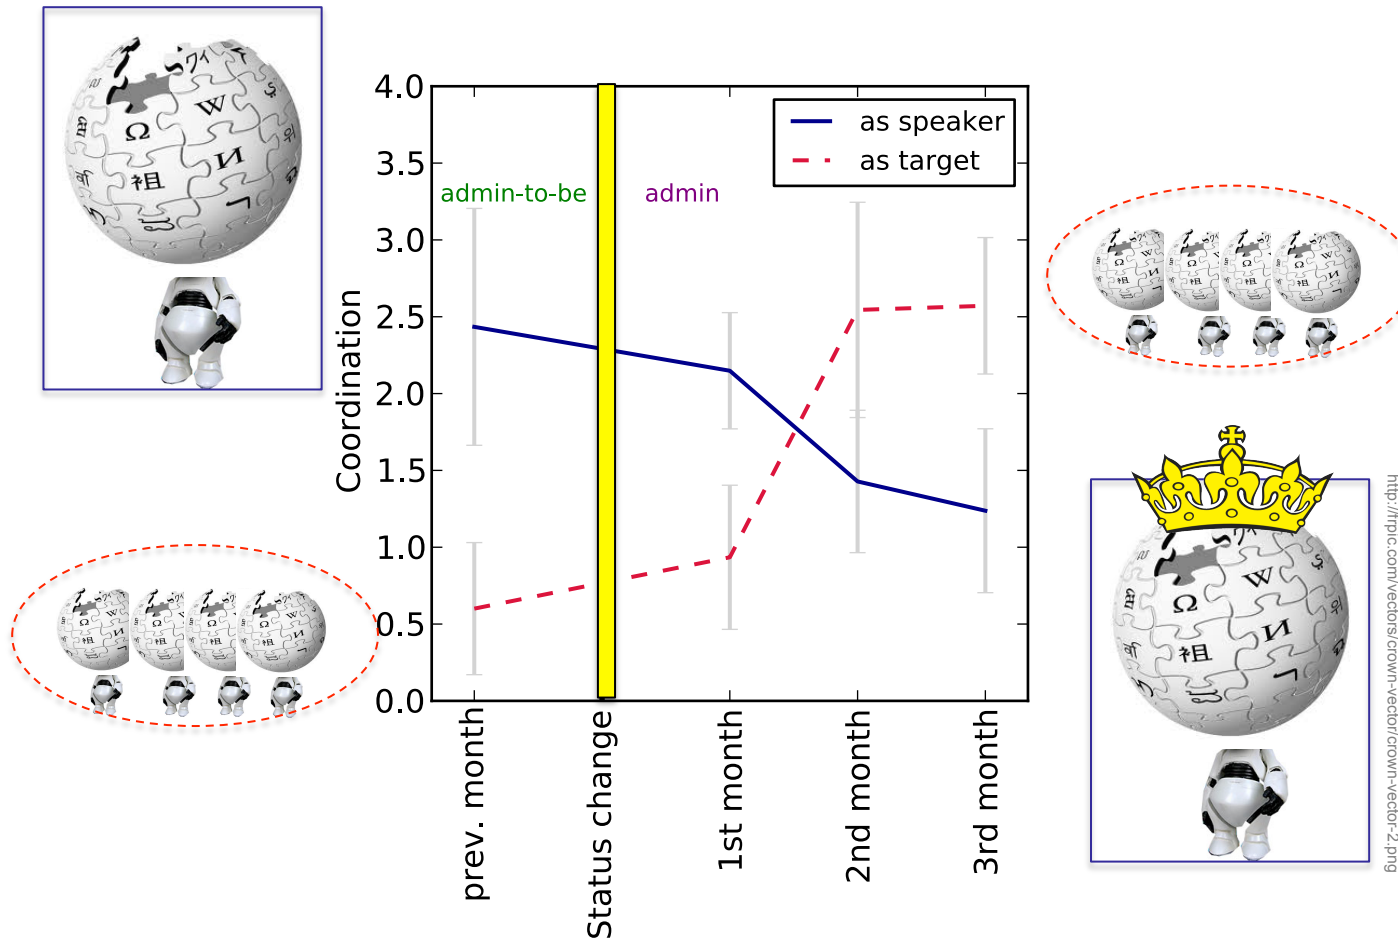 4.0
3.5
3.0
2.5
2.0
1.5
1.0
0.5
0.0
Coordination
as speaker
as target
admin-to-be
admin
prev. month
Status change
1st month
2nd month
3rd month
Ω
W
И
祖
Ω
W
И
祖
http://frpic.com/vectors/crown-vector/crown-vector-2.png